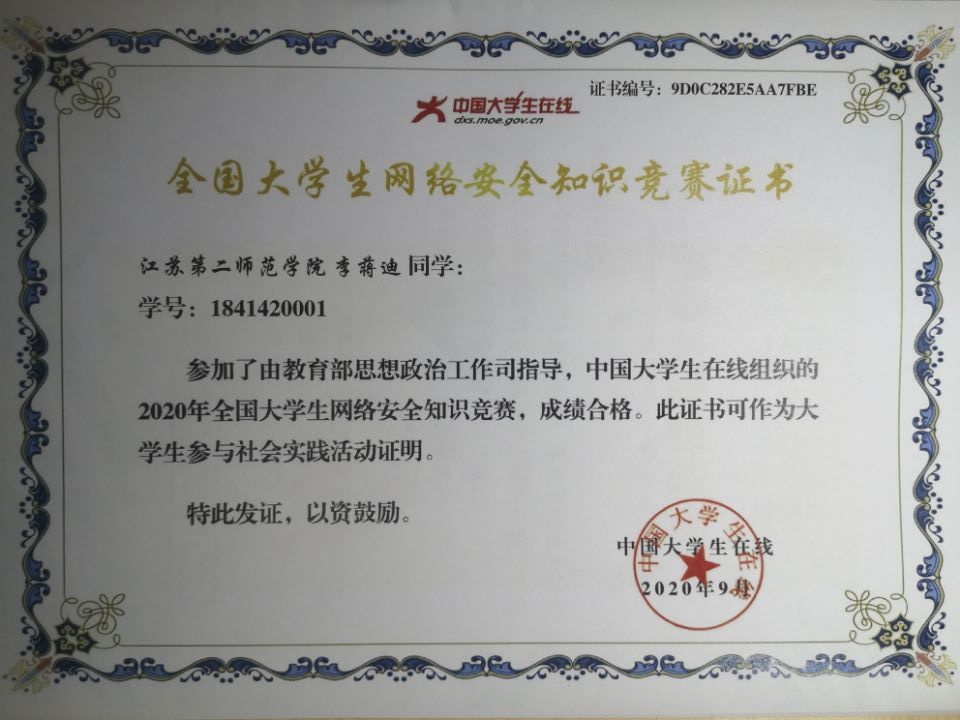 证书编号：9D0C282E5AA7FBE
中国大学生在线
dxs.moe.gov.cn
全国大学生网络安全知识竞赛证书
江苏第二师范学院 李蒋迪 同学：
学号：1841420001
参加了由教育部思想政治工作司指导，中国大学生在线组织的
2020年全国大学生网络安全知识竞赛，成绩合格。此证书可作为大
学生参与社会实践活动证明。
特此发证，以资鼓励。
中国大学生在线
中国大学生在线
2020年9月